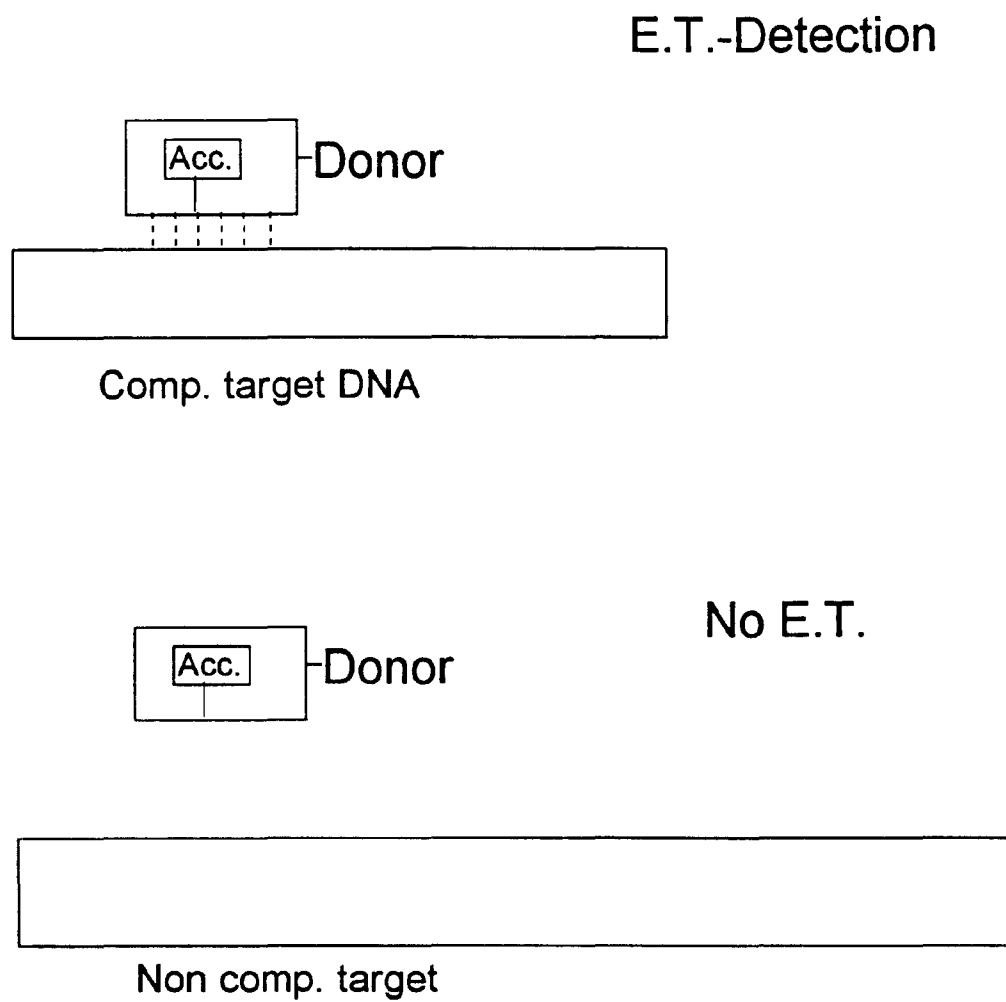 E.T.-Detection
Acc.
Donor
Comp. target DNA
No E.T.
Acc.
Donor
Non comp. target